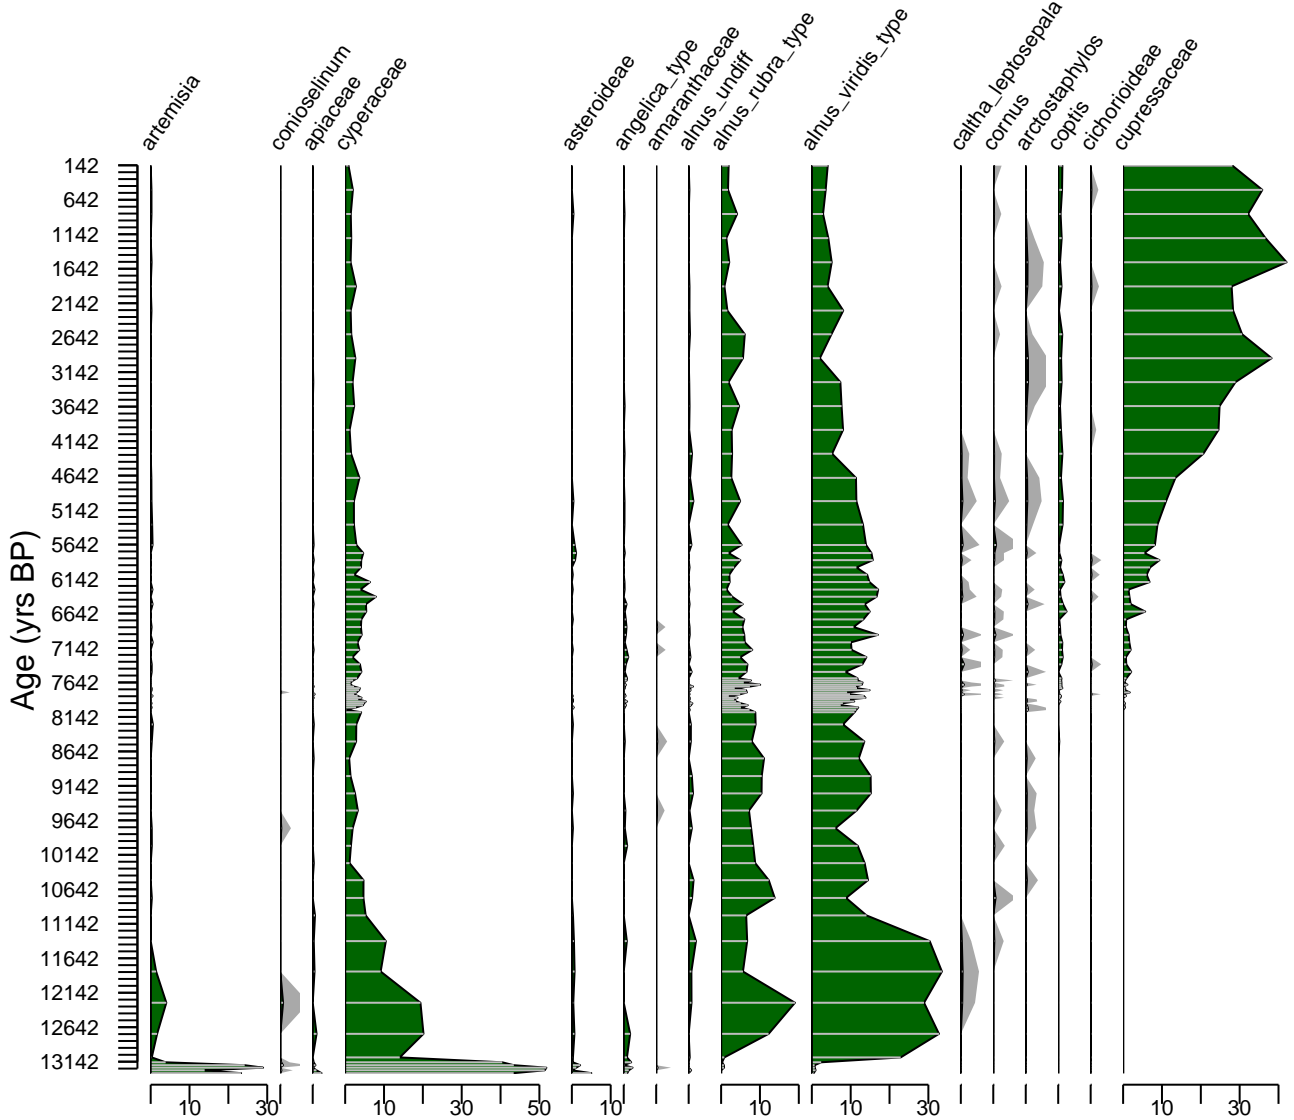 artemisia
conioselinum
apiaceae
cyperaceae
asteroideae
angelica_type
amaranthaceae
alnus_undiff
alnus_rubra_type
alnus_viridis_type
caltha_leptosepala
cornus
arctostaphylos
coptis
cichorioideae
cupressaceae
Age (yrs BP)
142
642
1142
1642
2142
2642
3142
3642
4142
4642
5142
5642
6142
6642
7142
7642
8142
8642
9142
9642
10142
10642
11142
11642
12142
12642
13142
10 30 10 30 50 10 10 10 30 10 30